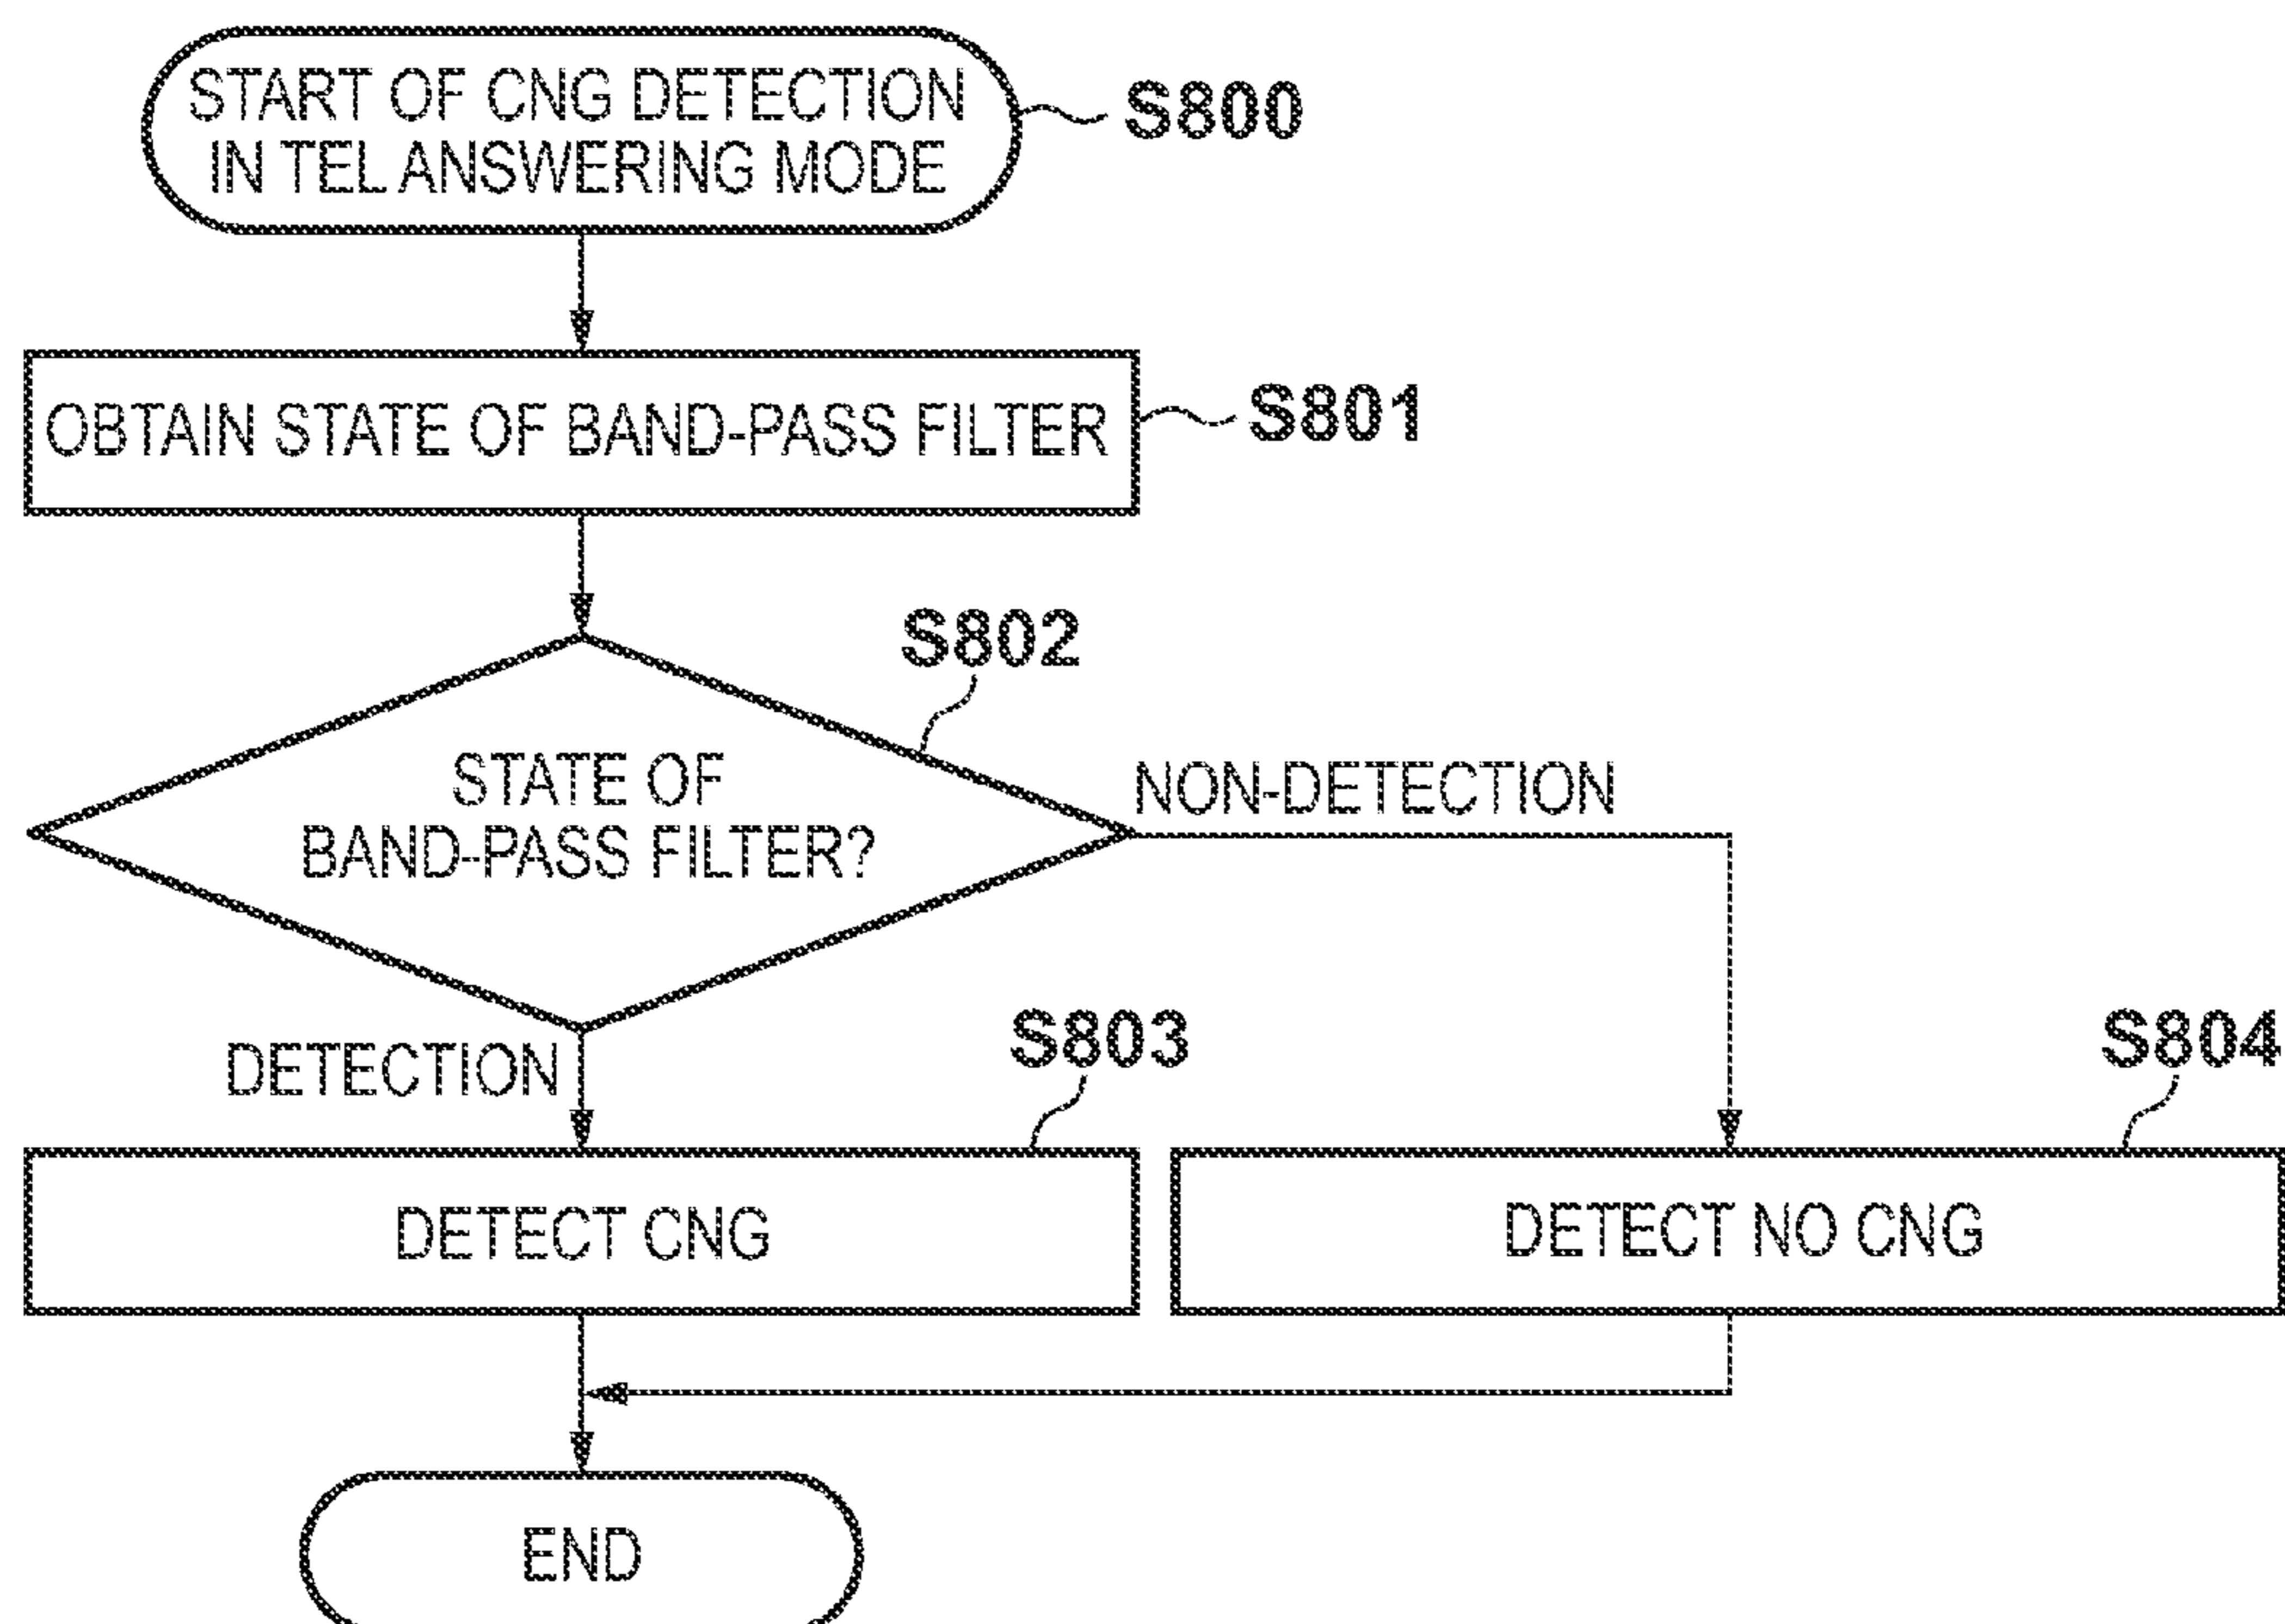 START OF CNG DETECTION
IN TEL ANSWERING MODE
S800
OBTAIN STATE OF BAND-PASS FILTER
S801
S802
STATE OF
BAND-PASS FILTER?
NON-DETECTION
DETECTION
S803
S804
DETECT CNG
DETECT NO CNG
END